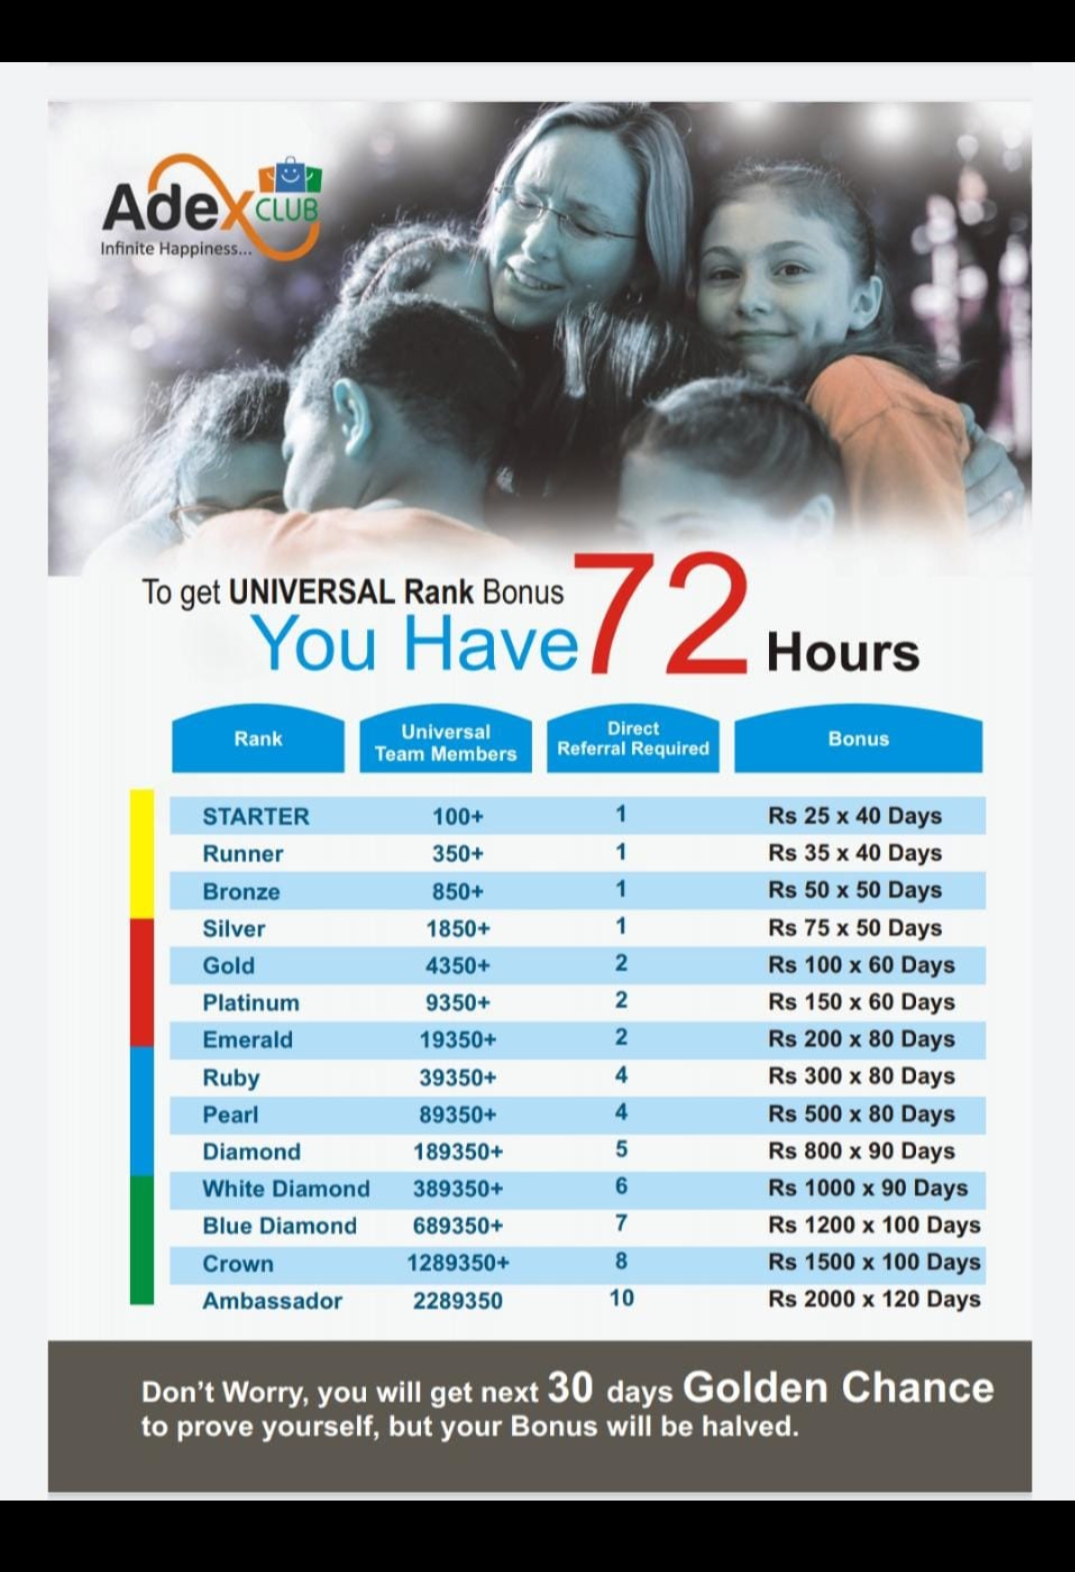 Adex CLUB
Infinite Happiness...
To get UNIVERSAL Rank Bonus
You Have 72 Hours
Rank Universal Team Members Direct Referral Required Bonus
STARTER 100+ 1 Rs 25 x 40 Days
Runner 350+ 1 Rs 35 x 40 Days
Bronze 850+ 1 Rs 50 x 50 Days
Silver 1850+ 1 Rs 75 x 50 Days
Gold 4350+ 2 Rs 100 x 60 Days
Platinum 9350+ 2 Rs 150 x 60 Days
Emerald 19350+ 2 Rs 200 x 80 Days
Ruby 39350+ 4 Rs 300 x 80 Days
Pearl 89350+ 4 Rs 500 x 80 Days
Diamond 189350+ 5 Rs 800 x 90 Days
White Diamond 389350+ 6 Rs 1000 x 90 Days
Blue Diamond 689350+ 7 Rs 1200 x 100 Days
Crown 1289350+ 8 Rs 1500 x 100 Days
Ambassador 2289350 10 Rs 2000 x 120 Days
Don't Worry, you will get next 30 days Golden Chance
to prove yourself, but your Bonus will be halved.